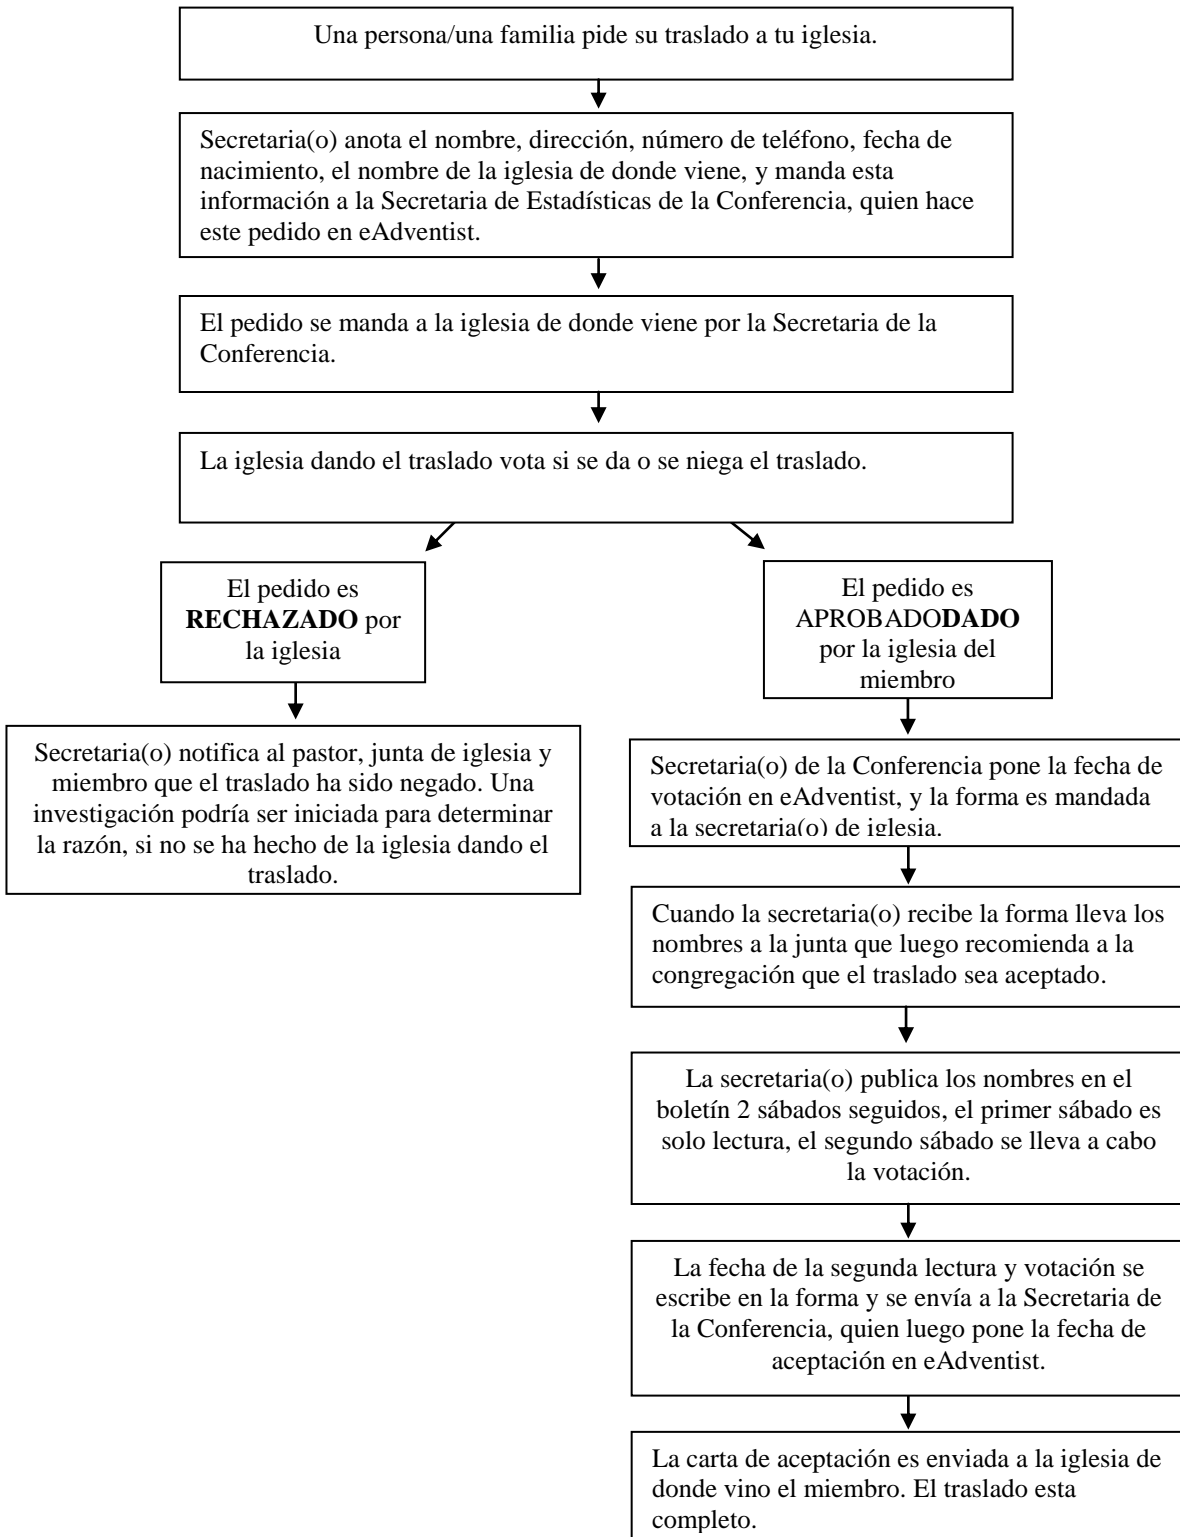 Una persona/una familia pide su traslado a tu iglesia.
Secretaria(o) anota el nombre, dirección, número de teléfono, fecha de
nacimiento, el nombre de la iglesia de donde viene, y manda esta
información a la Secretaria de Estadísticas de la Conferencia, quien hace
este pedido en eAdventist.
El pedido se manda a la iglesia de donde viene por la Secretaria de la
Conferencia.
La iglesia dando el traslado vota si se da o se niega el traslado.
El pedido es
RECHAZADO por
la iglesia
Secretaria(o) notifica al pastor, junta de iglesia y
miembro que el traslado ha sido negado. Una
investigación podría ser iniciada para determinar
la razón, si no se ha hecho de la iglesia dando el
traslado.
El pedido es
APROBADODADO
por la iglesia del
miembro
Secretaria(o) de la Conferencia pone la fecha de
votación en eAdventist, y la forma es mandada
a la secretaria(o) de iglesia.
Cuando la secretaria(o) recibe la forma lleva los
nombres a la junta que luego recomienda a la
congregación que el traslado sea aceptado.
La secretaria(o) publica los nombres en el
boletín 2 sábados seguidos, el primer sábado es
solo lectura, el segundo sábado se lleva a cabo
la votación.
La fecha de la segunda lectura y votación se
escribe en la forma y se envía a la Secretaria de
la Conferencia, quien luego pone la fecha de
aceptación en eAdventist.
La carta de aceptación es enviada a la iglesia de
donde vino el miembro. El traslado esta
completo.